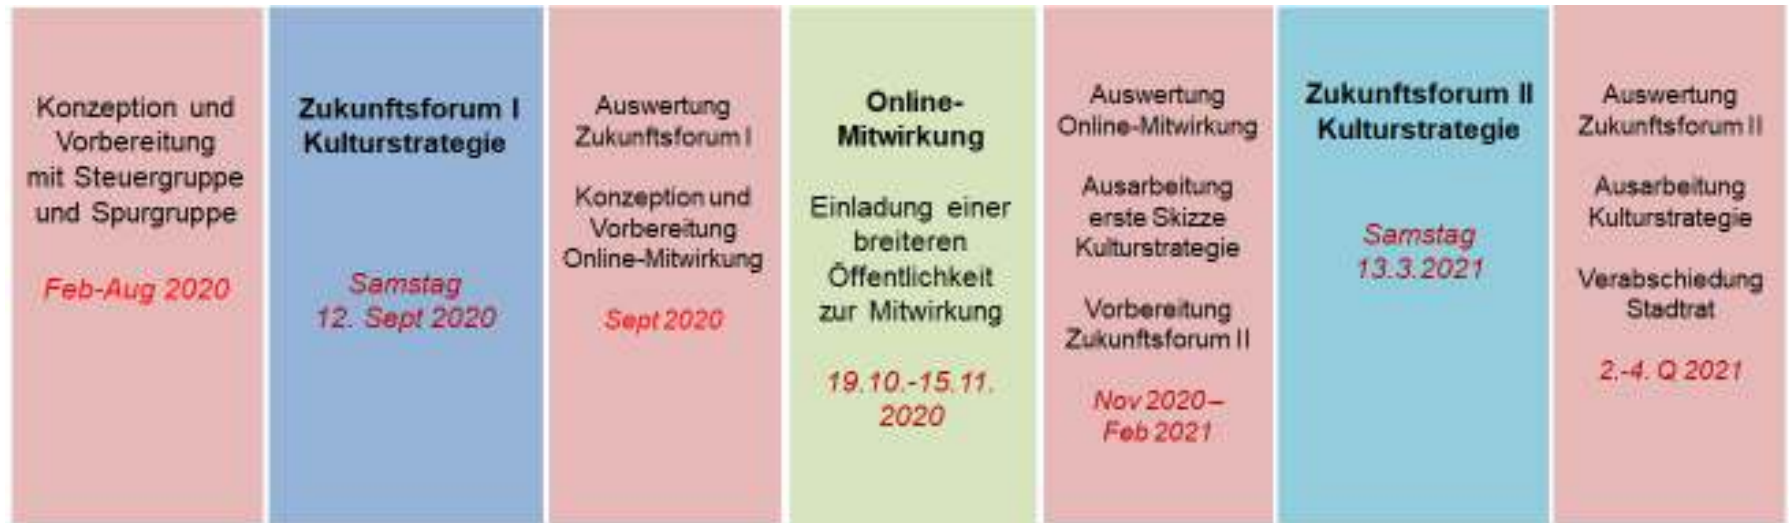 Konzeption und
Vorbereitung
mit Steuergruppe
und Spurgruppe
Feb-Aug 2020
Zukunftsforum I
Kulturstrategie
Samstag
12. Sept 2020
Auswertung
Zukunftsforum I
Konzeption und
Vorbereitung
Online-Mitwirkung
Sept 2020
Online-
Mitwirkung
Einladung einer
breiteren
Öffentlichkeit
zur Mitwirkung
19.10.-15.11.
2020
Auswertung
Online-Mitwirkung
Ausarbeitung
erste Skizze
Kulturstrategie
Vorbereitung
Zukunftsforum II
Nov 2020–
Feb 2021
Zukunftsforum II
Kulturstrategie
Samstag
13.3.2021
Auswertung
Zukunftsforum II
Ausarbeitung
Kulturstrategie
Verabschiedung
Stadtrat
2.-4. Q 2021